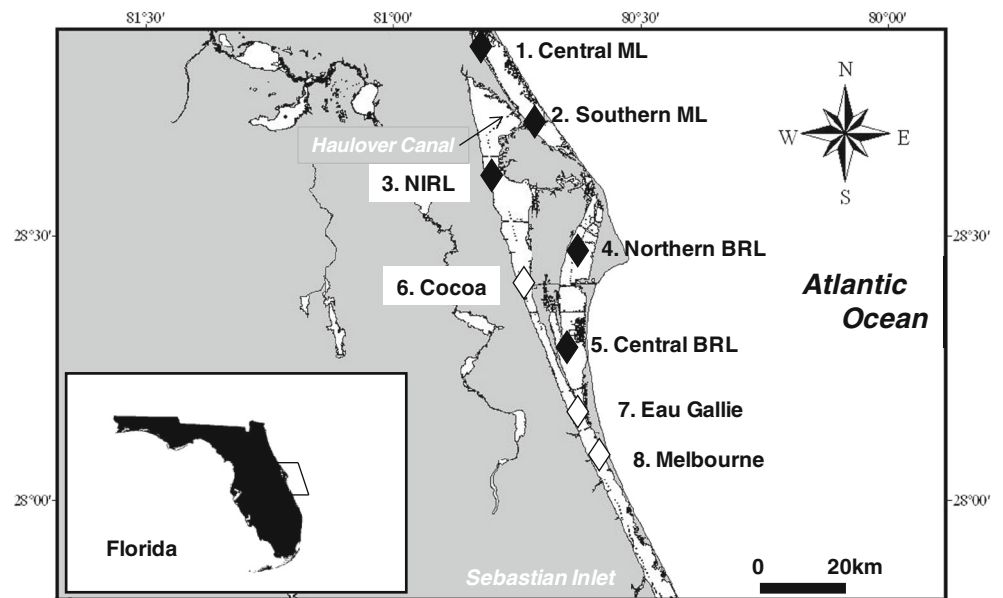 81°30'
81°00'
80°30'
80°00'
1. Central ML
N
2. Southern ML
W
E
Haulover Canal
3. NIRL
S
28°30'
4. Northern BRL
28°30'
6. Cocoa
Atlantic
Ocean
5. Central BRL
7. Eau Gallie
8. Melbourne
28°00'
28°00'
Florida
Sebastian Inlet
0
20km